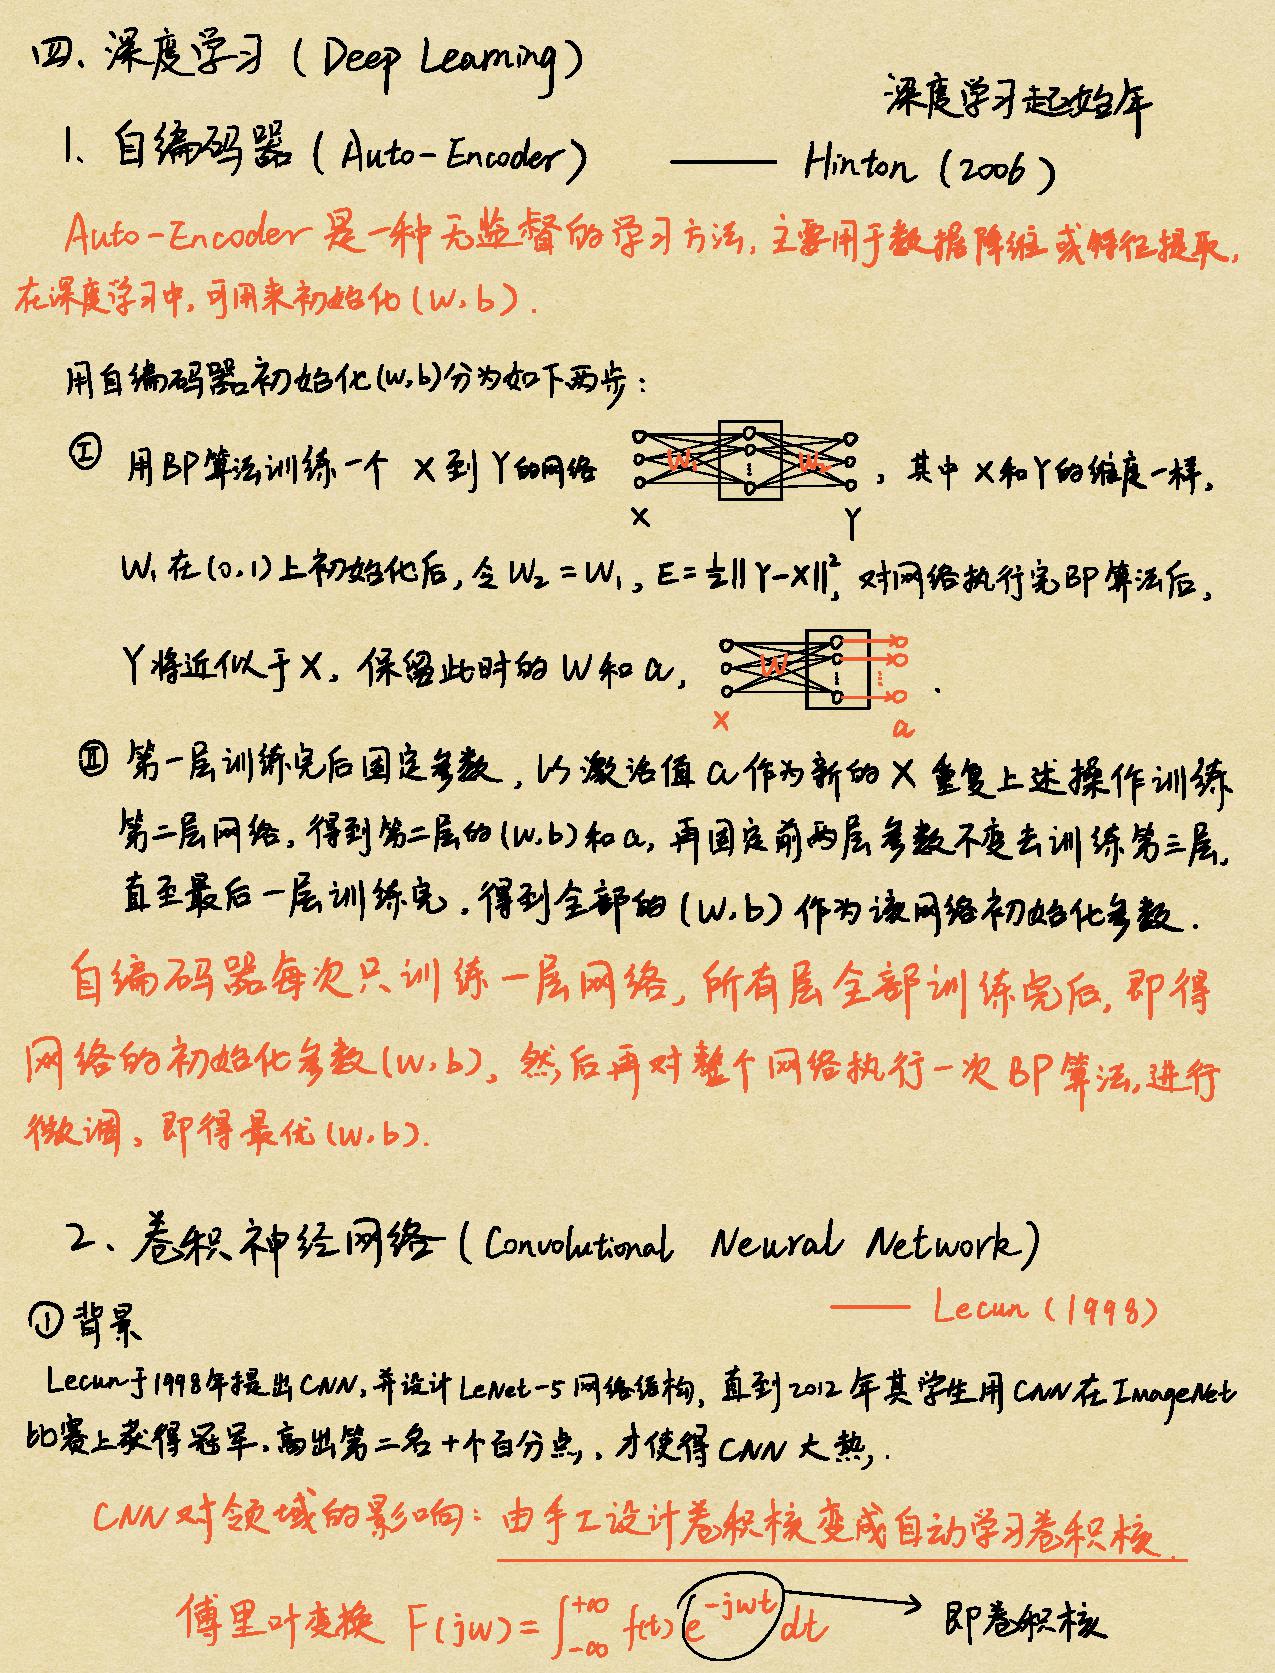 四、深度学习 (Deep Learning)
深度学习起始年
1、自编码器 (Auto-Encoder) —— Hinton (2006)
Auto-Encoder 是一种无监督的学习方法, 主要用于数据降维或特征提取,
在深度学习中, 可用来初始化 (W, b).
用自编码器初始化 (W, b) 分为如下两步:
Ⅰ 用BP算法训练一个 X 到 Y 的网络 , 其中 X 和 Y 的维度一样,
W₁ W₂
X Y
W₁ 在 (0,1) 上初始化后, 令 W₂ = W₁, E = ½||Y-X||², 对网络执行完BP算法后,
Y 将近似于 X, 保留此时的 W 和 a, W .
X a
Ⅱ 第一层训练完后固定参数, 以激活值 a 作为新的 X 重复上述操作训练
第二层网络, 得到第二层的 (W, b) 和 a, 再固定前两层参数不变去训练第三层,
直至最后一层训练完, 得到全部的 (W, b) 作为该网络初始化参数.
自编码器每次只训练一层网络, 所有层全部训练完后, 即得
网络的初始化参数 (W, b), 然后再对整个网络执行一次BP算法, 进行
微调, 即得最优 (W, b).
2、卷积神经网络 (Convolutional Neural Network)
—— Lecun (1998)
① 背景
Lecun于1998年提出CNN, 并设计LeNet-5网络结构, 直到2012年其学生用CNN在ImageNet
比赛上获得冠军, 高出第二名十个百分点, 才使得CNN大热,.
CNN对领域的影响: 由手工设计卷积核变成自动学习卷积核.
傅里叶变换 F(jw) = ∫_{-∞}^{+∞} f(t) e^{-jwt} dt → 即卷积核